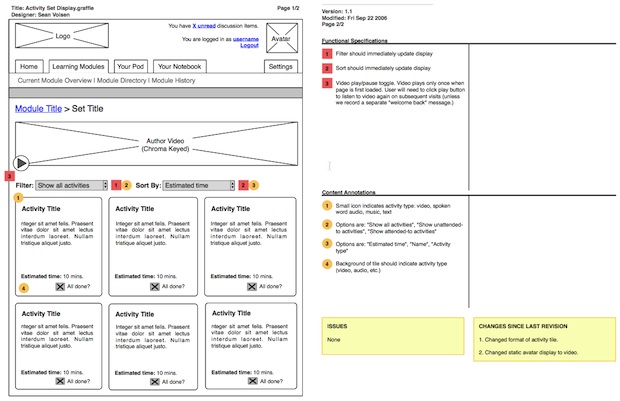 Title: Activity Set Display.graffle
Designer: Sean Voisen
Page 1/2
Logo
You have X unread discussion items.
You are logged in as username
Logout
Avatar
Home
Learning Modules
Your Pod
Your Notebook
Settings
Current Module Overview | Module Directory | Module History
Module Title > Set Title
Author Video
(Chroma Keyed)
3
Filter: Show all activities 1 2 Sort By: Estimated time 2 3
1
Activity Title
nteger sit amet felis. Praesent
vitae dolor sit amet lectus
interdum laoreet. Nullam
tristique aliquet justo.
Estimated time: 10 mins.
4
All done?
Activity Title
Integer sit amet felis. Praesent
vitae dolor sit amet lectus
interdum laoreet. Nullam
tristique aliquet justo.
Estimated time: 10 mins.
All done?
Activity Title
Integer sit amet felis. Praesent
vitae dolor sit amet lectus
interdum laoreet. Nullam
tristique aliquet justo.
Estimated time: 10 mins.
All done?
Activity Title
nteger sit amet felis. Praesent
vitae dolor sit amet lectus
interdum laoreet. Nullam
tristique aliquet justo.
Estimated time: 10 mins.
All done?
Activity Title
Integer sit amet felis. Praesent
vitae dolor sit amet lectus
interdum laoreet. Nullam
tristique aliquet justo.
Estimated time: 10 mins.
All done?
Activity Title
Integer sit amet felis. Praesent
vitae dolor sit amet lectus
interdum laoreet. Nullam
tristique aliquet justo.
Estimated time: 10 mins.
All done?
Version: 1.1
Modified: Fri Sep 22 2006
Page 2/2
Functional Specifications
1 Filter should immediately update display
2 Sort should immediately update display
3 Video play/pause toggle. Video plays only once when
page is first loaded. User will need to click play button
to listen to video again on subsequent visits (unless
we record a separate "welcome back" message.)
Content Annotations
1 Small icon indicates activity type: video, spoken
word audio, music, text
2 Options are: "Show all activities", "Show unattended-
to activities", "Show attended-to activities"
3 Options are: "Estimated time", "Name", "Activity
type"
4 Background of tile should indicate activity type
(video, audio, etc.)
ISSUES
None
CHANGES SINCE LAST REVISION
1. Changed format of activity tile.
2. Changed static avatar display to video.